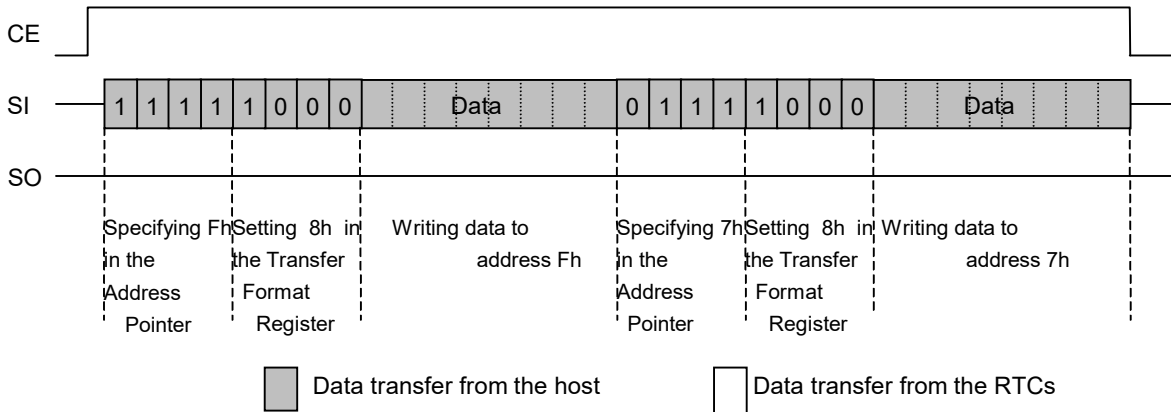 CE
SI 1 1 1 1 1 0 0 0 Data 0 1 1 1 1 0 0 0 Data
SO
Specifying Fh Setting 8h in Writing data to Specifying 7h Setting 8h in Writing data to
in the the Transfer address Fh in the the Transfer address 7h
Address Format Address Format
Pointer Register Pointer Register
Data transfer from the host Data transfer from the RTCs